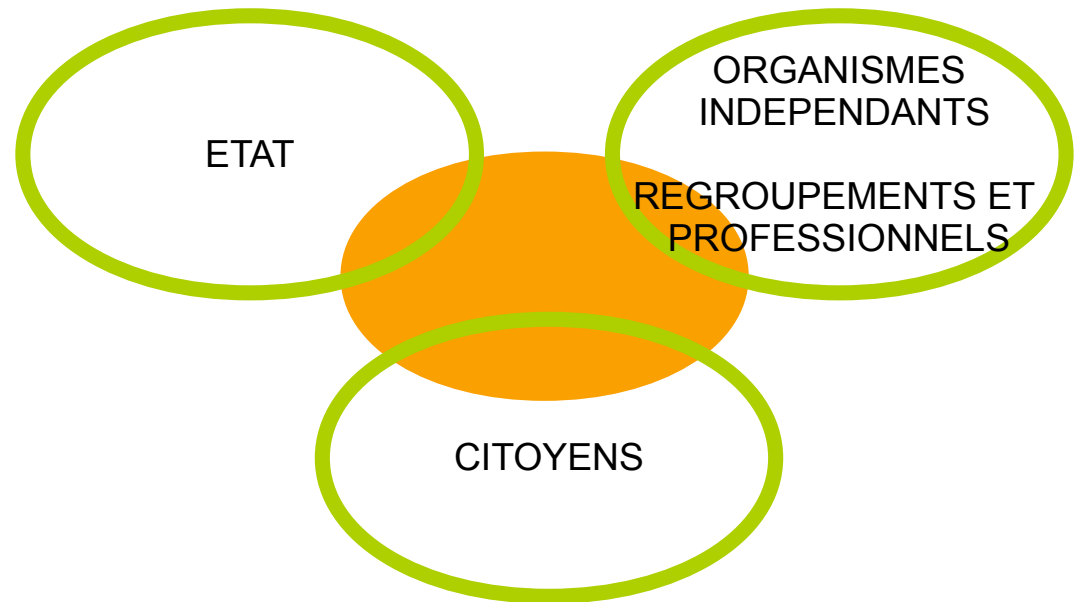 ETAT
ORGANISMES
INDEPENDANTS
REGROUPEMENTS ET
PROFESSIONNELS
CITOYENS